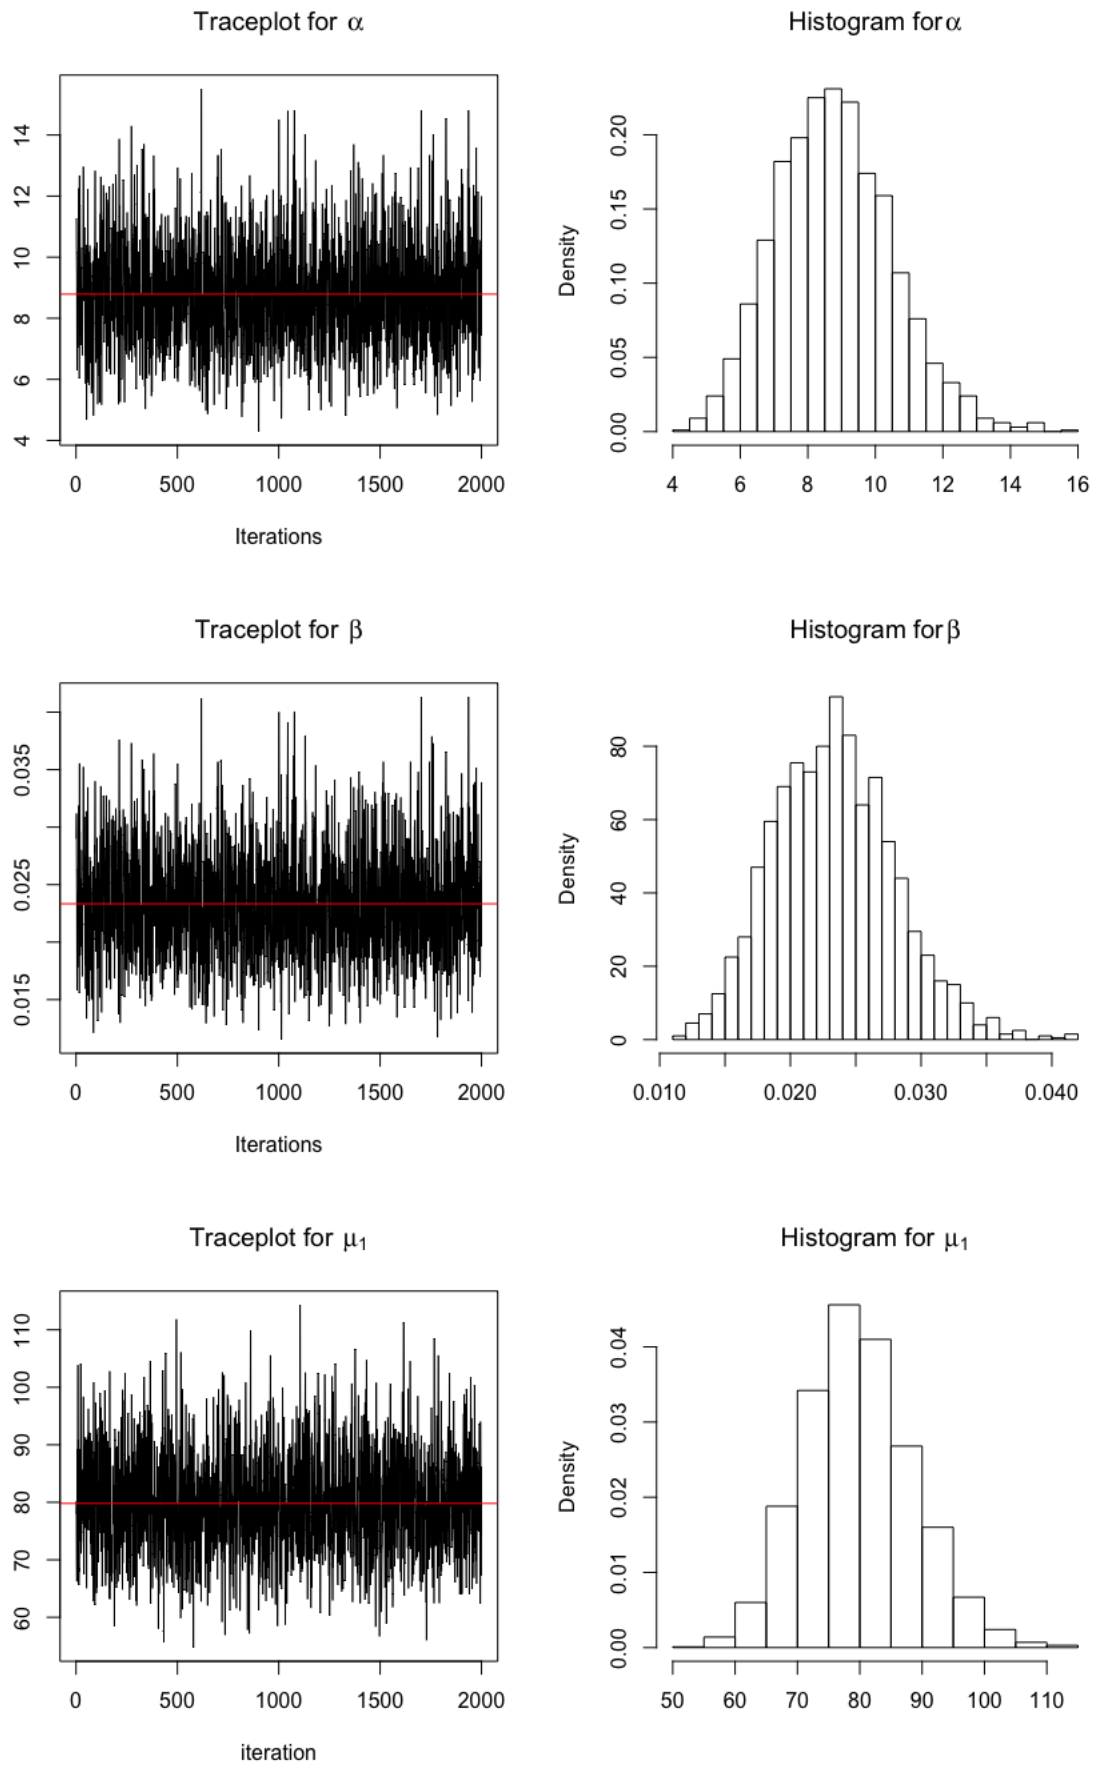 Traceplot for α
Histogram for α
14
12
10
8
6
4
0 500 1000 1500 2000
Iterations
Density
0.20
0.15
0.10
0.05
0.00
4 6 8 10 12 14 16
Traceplot for β
Histogram for β
0.035
0.025
0.015
0 500 1000 1500 2000
Iterations
Density
80
60
40
20
0
0.010 0.020 0.030 0.040
Traceplot for μ₁
Histogram for μ₁
110
100
90
80
70
60
0 500 1000 1500 2000
iteration
Density
0.04
0.03
0.02
0.01
0.00
50 60 70 80 90 100 110